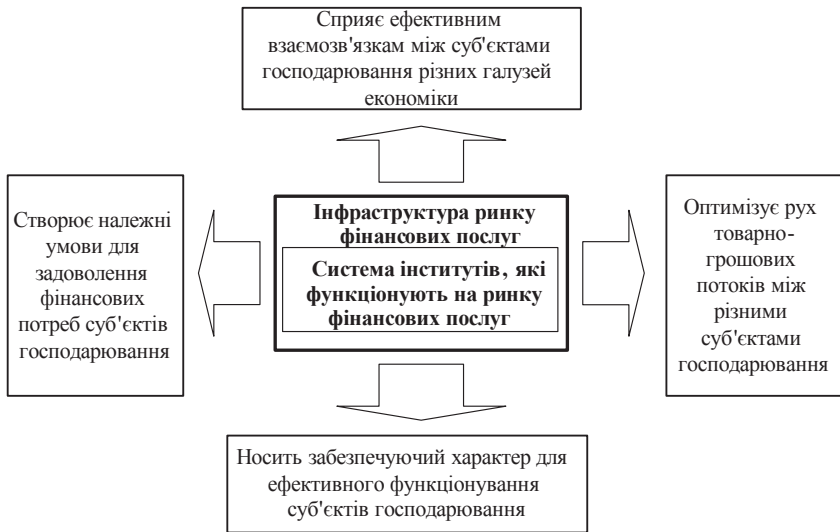 Сприяє ефективним
взаємозв'язкам між суб'єктами
господарювання різних галузей
економіки
Створює належні
умови для
задоволення
фінансових
потреб суб'єктів
господарювання
Інфраструктура ринку
фінансових послуг
Система інститутів, які
функціонують на ринку
фінансових послуг
Оптимізує рух
товарно-
грошових
потоків між
різними
суб'єктами
господарювання
Носить забезпечуючий характер для
ефективного функціонування
суб'єктів господарювання